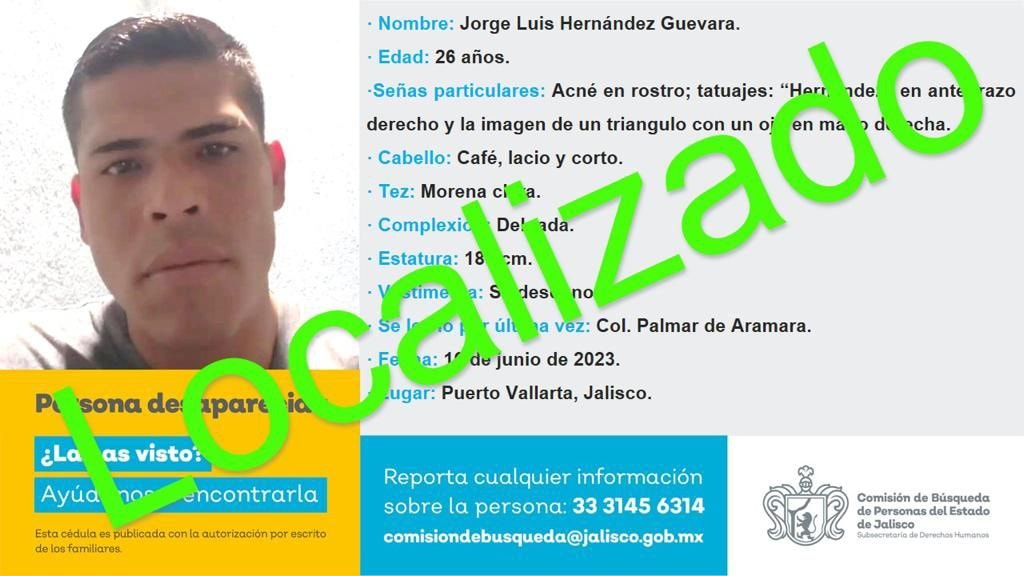 · Nombre: Jorge Luis Hernández Guevara.
· Edad: 26 años.
·Señas particulares: Acné en rostro; tatuajes: “Hernández” en antebrazo
derecho y la imagen de un triangulo con un ojo en mano derecha.
· Cabello: Café, lacio y corto.
· Tez: Morena clara.
· Complexión: Delgada.
· Estatura: cm.
· Vestimenta: Se desconoce
· Se le vio por última vez: Col. Palmar de Aramara.
· Fecha: de junio de 2023.
· Lugar: Puerto Vallarta, Jalisco.
Localizado
Persona desaparecida
¿La has visto?
Ayúdanos a encontrarla
Esta cédula es publicada con la autorización por escrito
de los familiares.
Reporta cualquier información
sobre la persona: 33 3145 6314
comisiondebusqueda@jalisco.gob.mx
Comisión de Búsqueda
de Personas del Estado
de Jalisco
Subsecretaría de Derechos Humanos